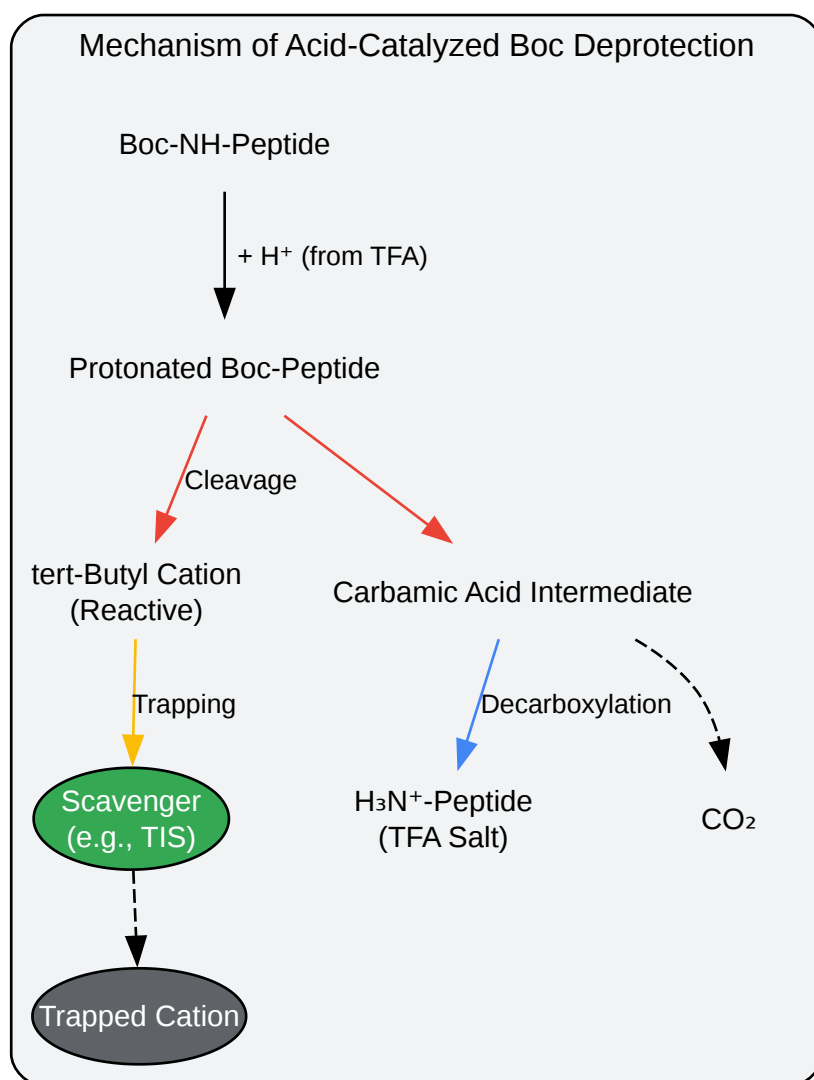 Mechanism of Acid-Catalyzed Boc Deprotection
Boc-NH-Peptide
+ H⁺ (from TFA)
Protonated Boc-Peptide
Cleavage
tert-Butyl Cation
(Reactive)
Carbamic Acid Intermediate
Trapping
Decarboxylation
Scavenger
(e.g., TIS)
H₃N⁺-Peptide
(TFA Salt)
CO₂
Trapped Cation